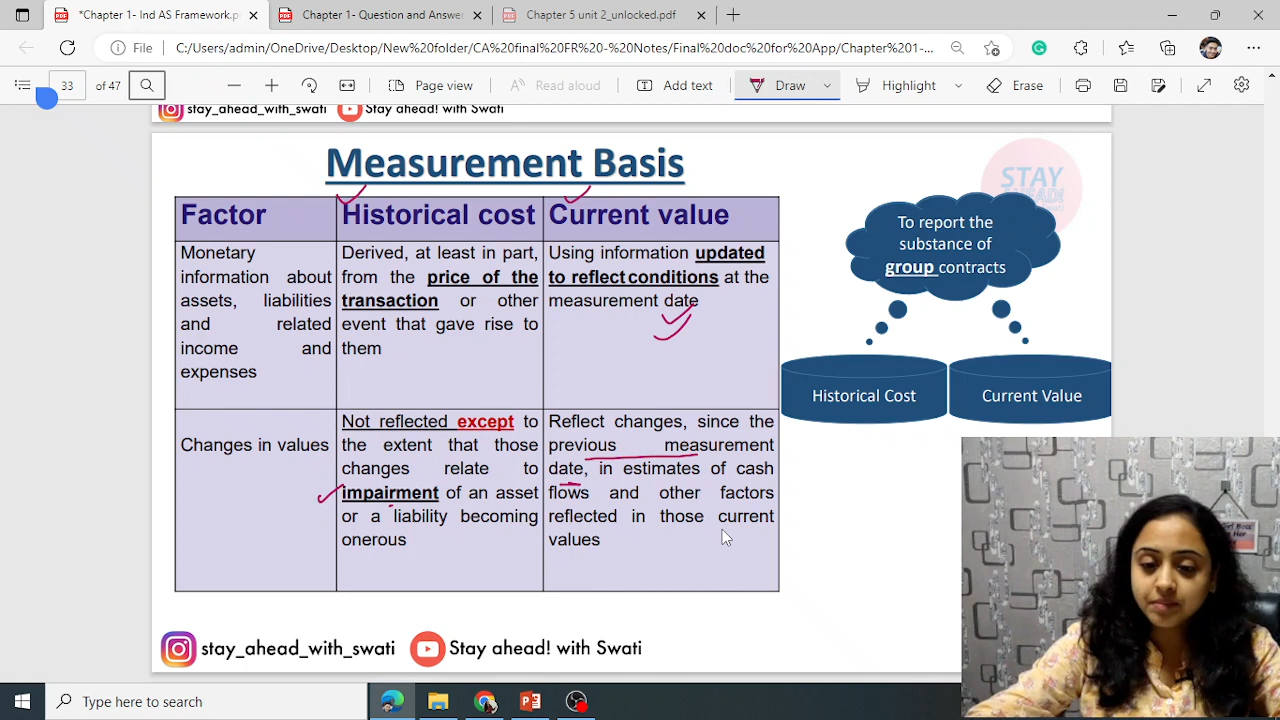 *Chapter 1- Ind AS Framework.p
Chapter 1 - Question and Answer
Chapter 5 unit 2_unlocked.pdf
File
C:/Users/admin/OneDrive/Desktop/New%20folder/CA%20Final%20FR%20-%20Notes/Final%20doc%20for%20App/Chapter%201-...
33
of 47
Page view
Read aloud
Add text
Draw
Highlight
Erase
stay_ahead_with_swati
Stay ahead! with Swati
Measurement Basis
STAY
AHEAD!
Factor
Historical cost
Current value
Monetary
information about
assets, liabilities
and related
income and
expenses
Derived, at least in part,
from the price of the
transaction or other
event that gave rise to
them
Using information updated
to reflect conditions at the
measurement date
Changes in values
Not reflected except to
the extent that those
changes relate to
impairment of an asset
or a liability becoming
onerous
Reflect changes, since the
previous measurement
date, in estimates of cash
flows and other factors
reflected in those current
values
To report the
substance of
group contracts
Historical Cost
Current Value
stay_ahead_with_swati
Stay ahead! with Swati
Type here to search